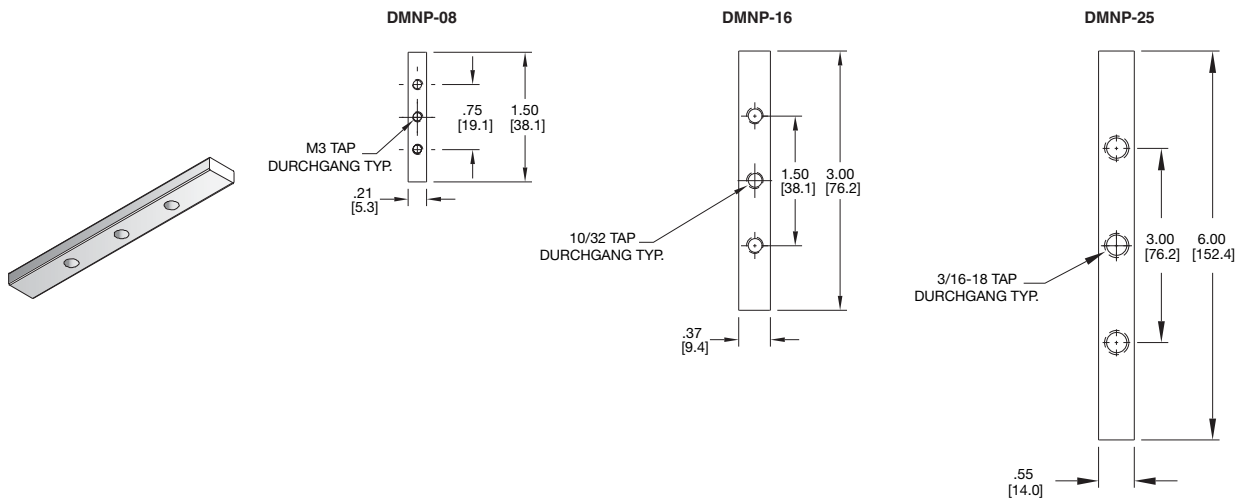 DMNP-08
.75
[19.1]
1.50
[38.1]
M3 TAP
DURCHGANG TYP.
.21
[5.3]
DMNP-16
1.50
[38.1]
3.00
[76.2]
10/32 TAP
DURCHGANG TYP.
.37
[9.4]
DMNP-25
3.00
[76.2]
6.00
[152.4]
3/16-18 TAP
DURCHGANG TYP.
.55
[14.0]